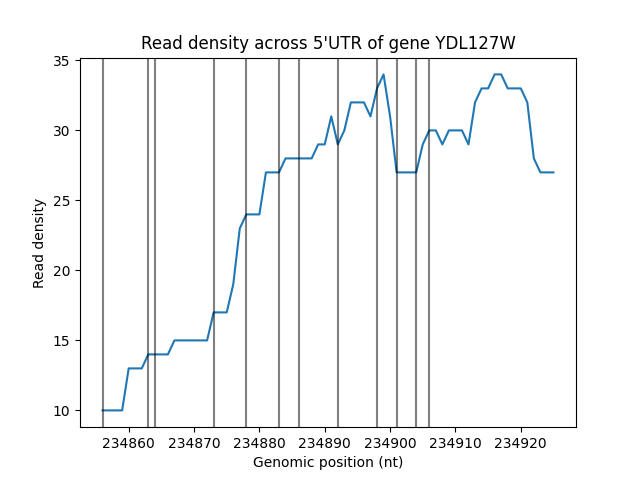 Read density across 5'UTR of gene YDL127W
Read density
35
30
25
20
15
10
234860 234870 234880 234890 234900 234910 234920
Genomic position (nt)